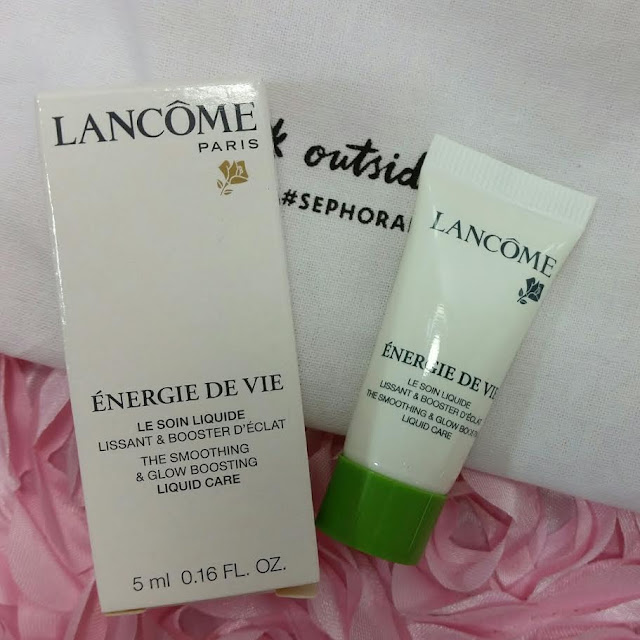 LANCÔME
PARIS
ÉNERGIE DE VIE
LE SOIN LIQUIDE
LISSANT & BOOSTER D'ÉCLAT
THE SMOOTHING
& GLOW BOOSTING
LIQUID CARE
5 ml 0.16 FL. OZ.
outsid
#SEPHORA
LANCÔME
ÉNERGIE DE VIE
LE SOIN LIQUIDE
LISSANT & BOOSTER D'ÉCLAT
THE SMOOTHING & GLOW BOO
LIQUID CARE